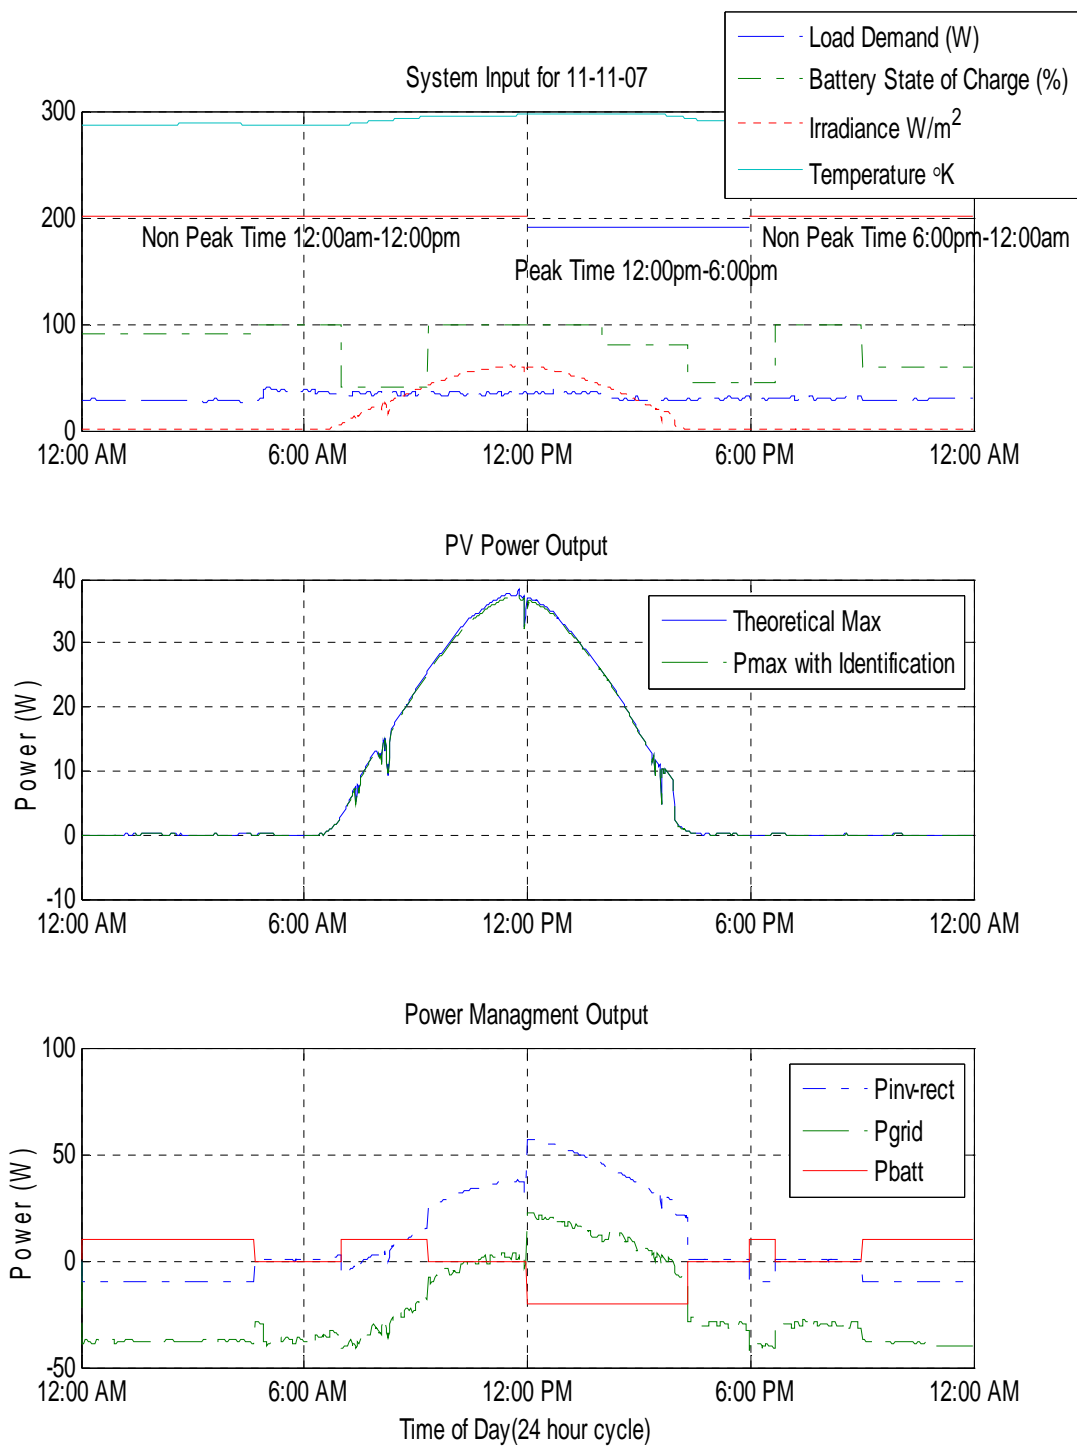 Load Demand (W)
System Input for 11-11-07
Battery State of Charge (%)
Irradiance W/m²
Temperature ᵒK
300
200
100
0
Non Peak Time 12:00am-12:00pm
Non Peak Time 6:00pm-12:00am
Peak Time 12:00pm-6:00pm
12:00 AM 6:00 AM 12:00 PM 6:00 PM 12:00 AM
PV Power Output
Theoretical Max
Pmax with Identification
Power (W)
40
30
20
10
0
-10
12:00 AM 6:00 AM 12:00 PM 6:00 PM 12:00 AM
Power Managment Output
Pinv-rect
Pgrid
Pbatt
Power (W)
100
50
0
-50
12:00 AM 6:00 AM 12:00 PM 6:00 PM 12:00 AM
Time of Day(24 hour cycle)